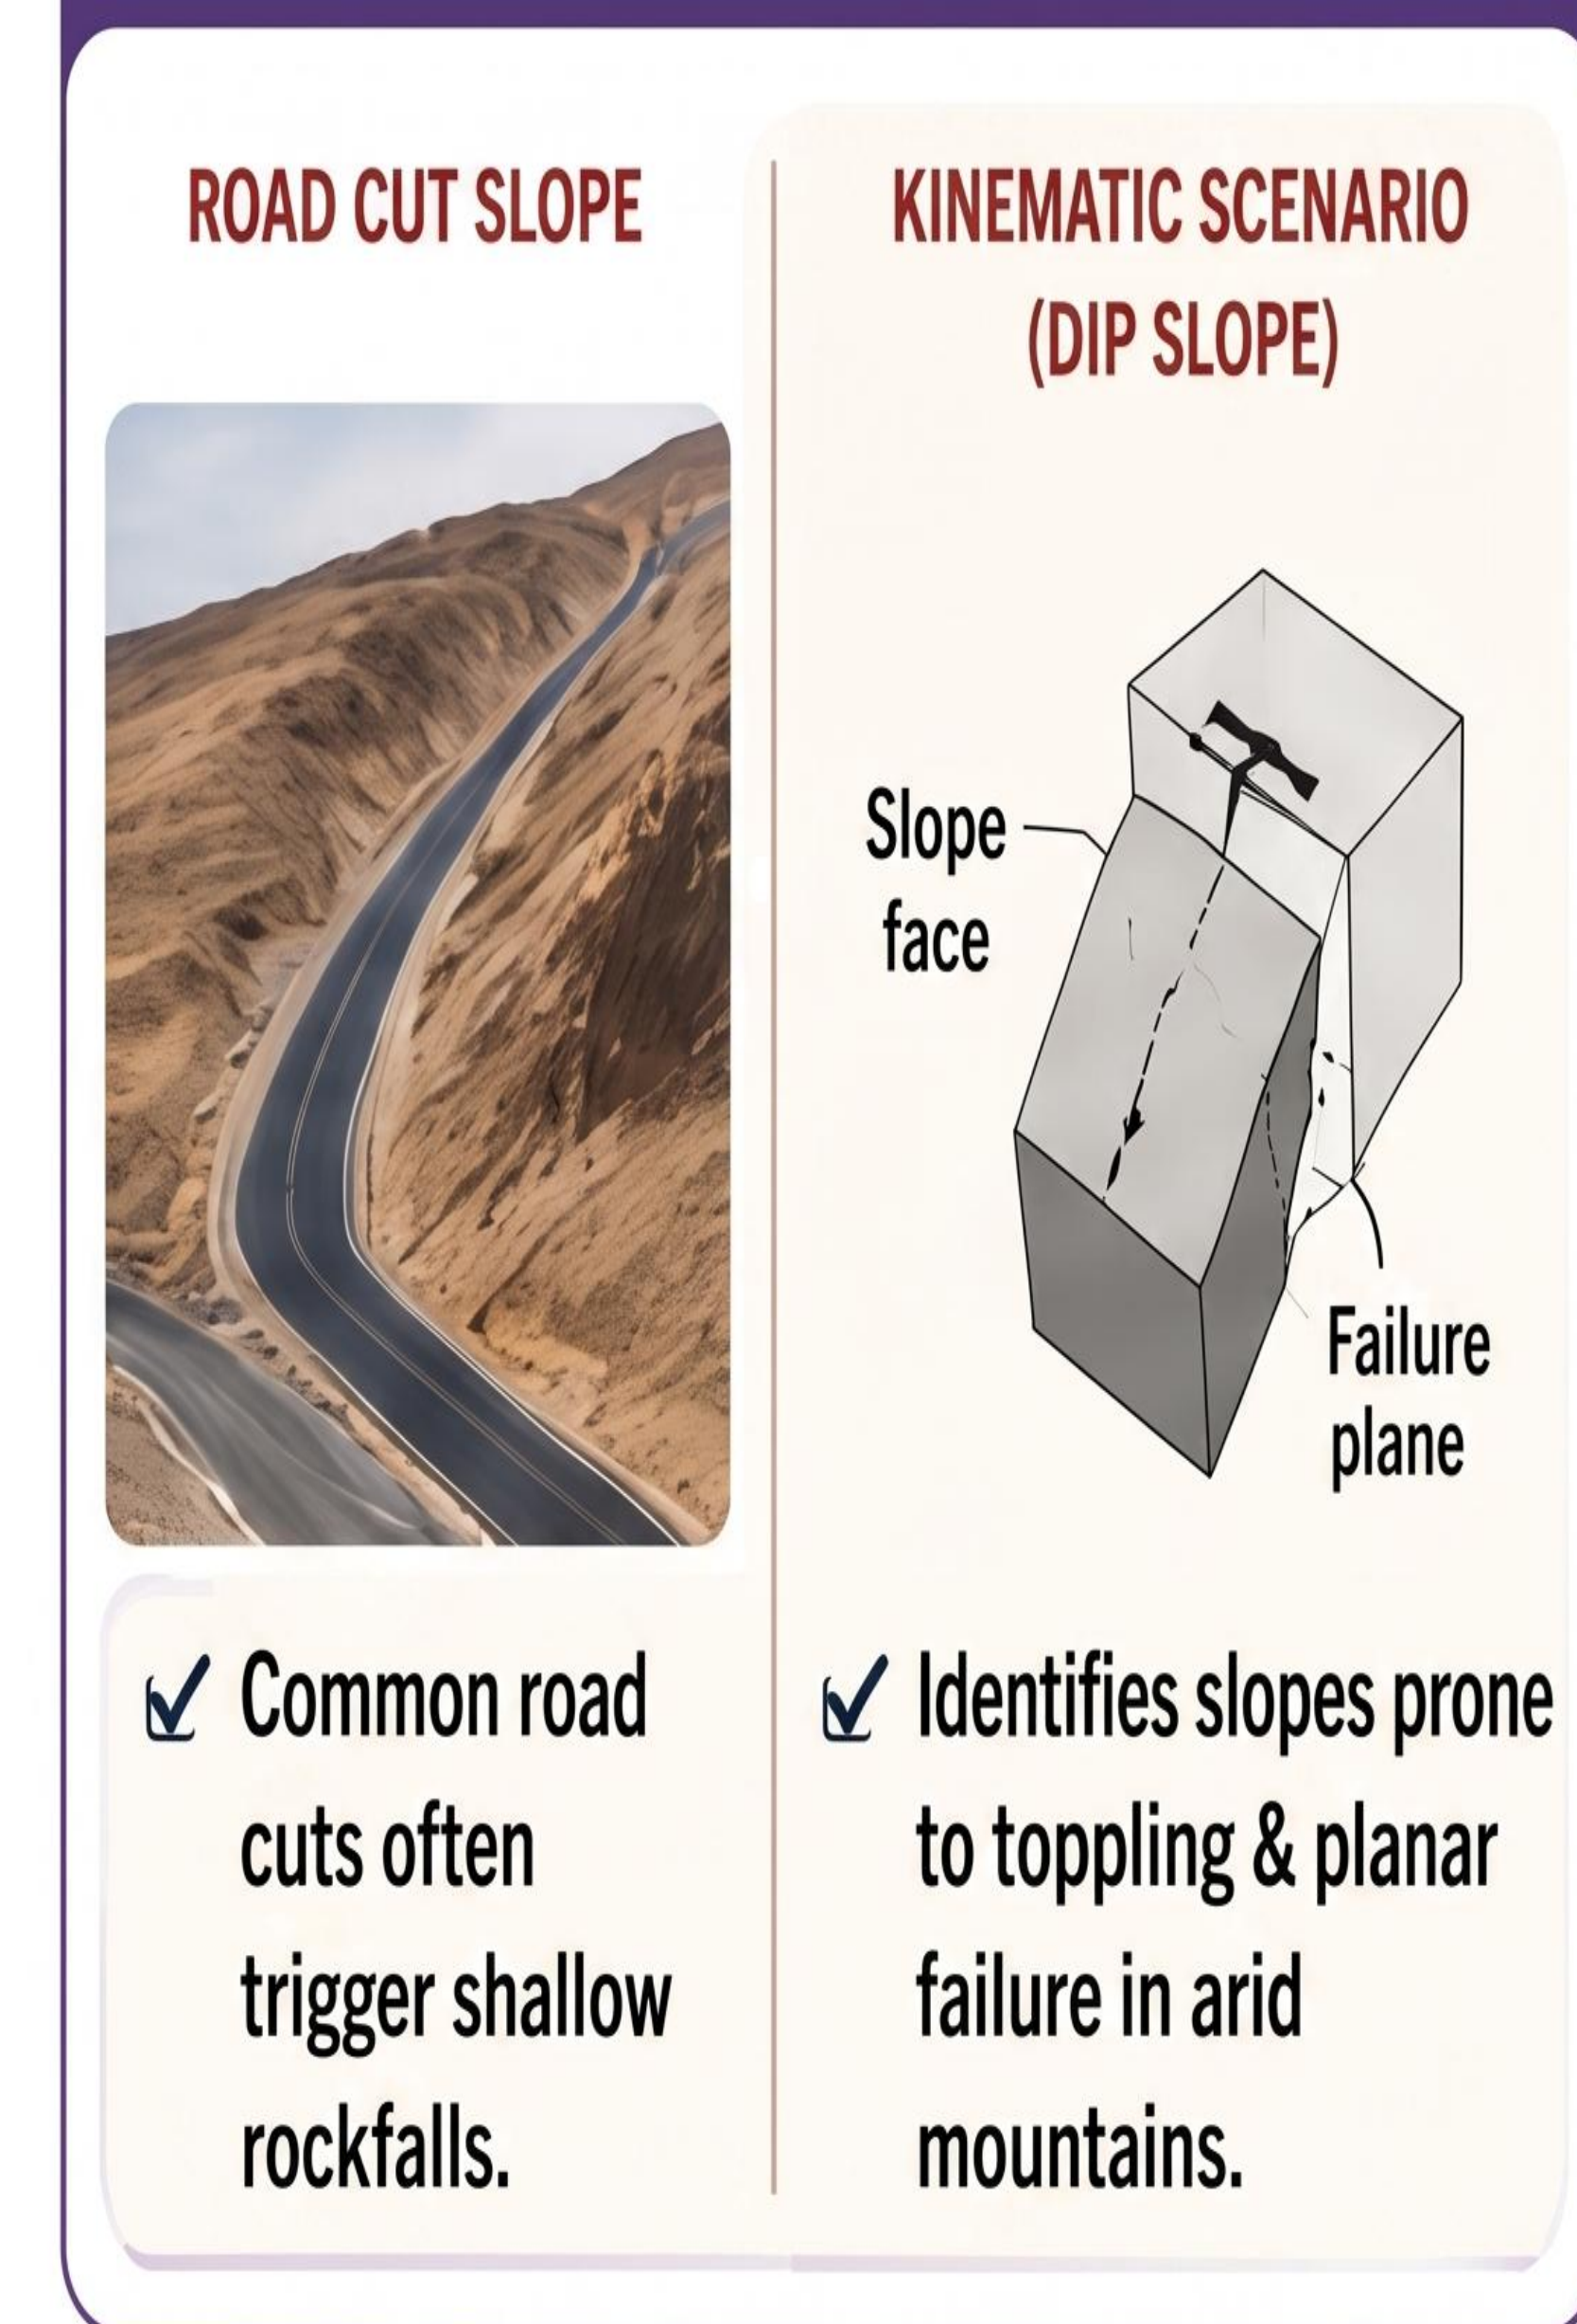 ROAD CUT SLOPE
KINEMATIC SCENARIO
(DIP SLOPE)
Slope
face
Failure
plane
Common road
cuts often
trigger shallow
rockfalls.
Identifies slopes prone
to toppling & planar
failure in arid
mountains.